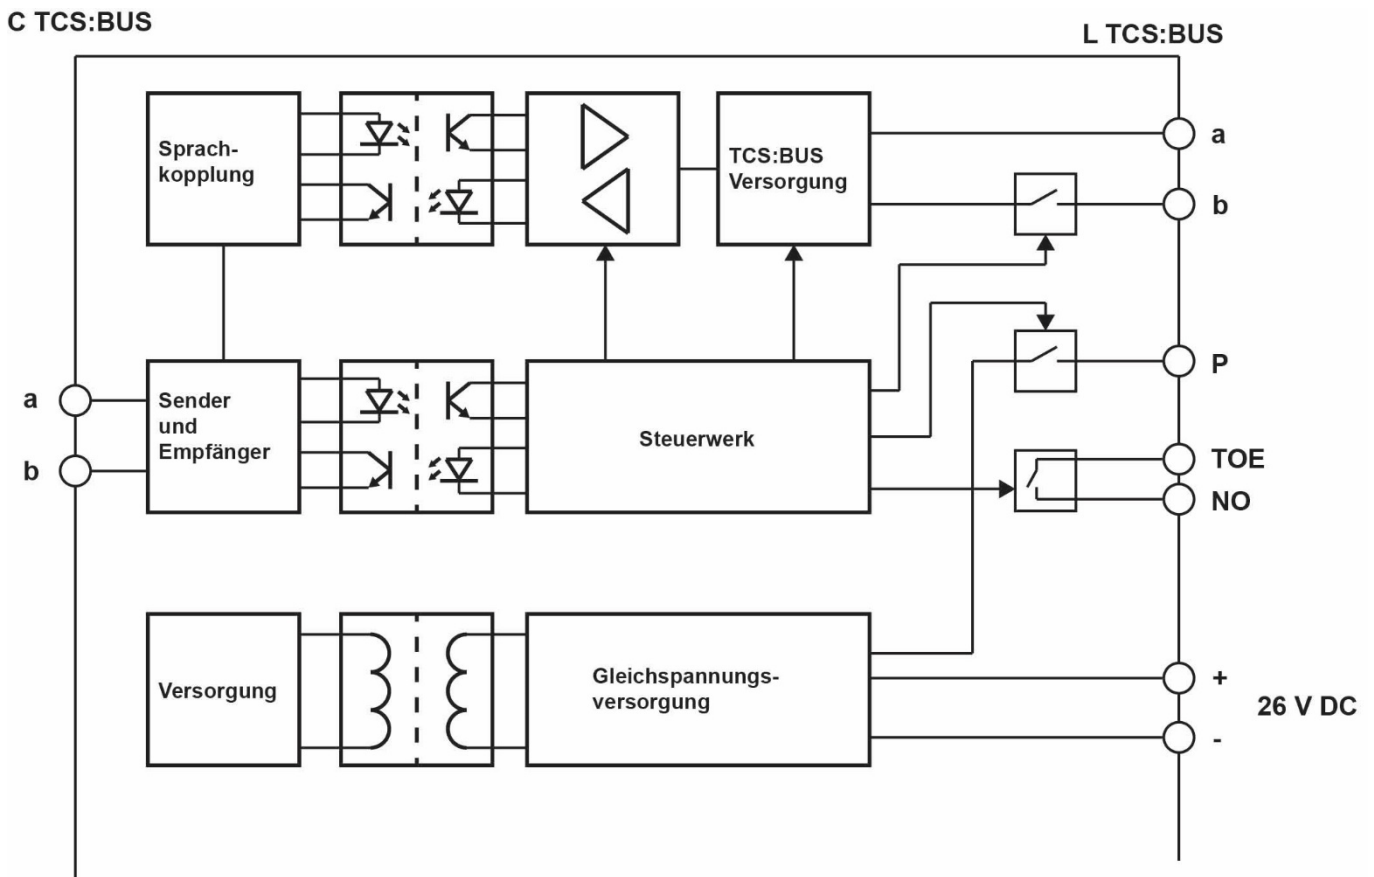 C TCS:BUS
L TCS:BUS
Sprach-
kopplung
TCS:BUS
Versorgung
a
b
P
a
b
Sender
und
Empfänger
Steuerwerk
TOE
NO
Versorgung
Gleichspannungs-
versorgung
+
26 V DC
-